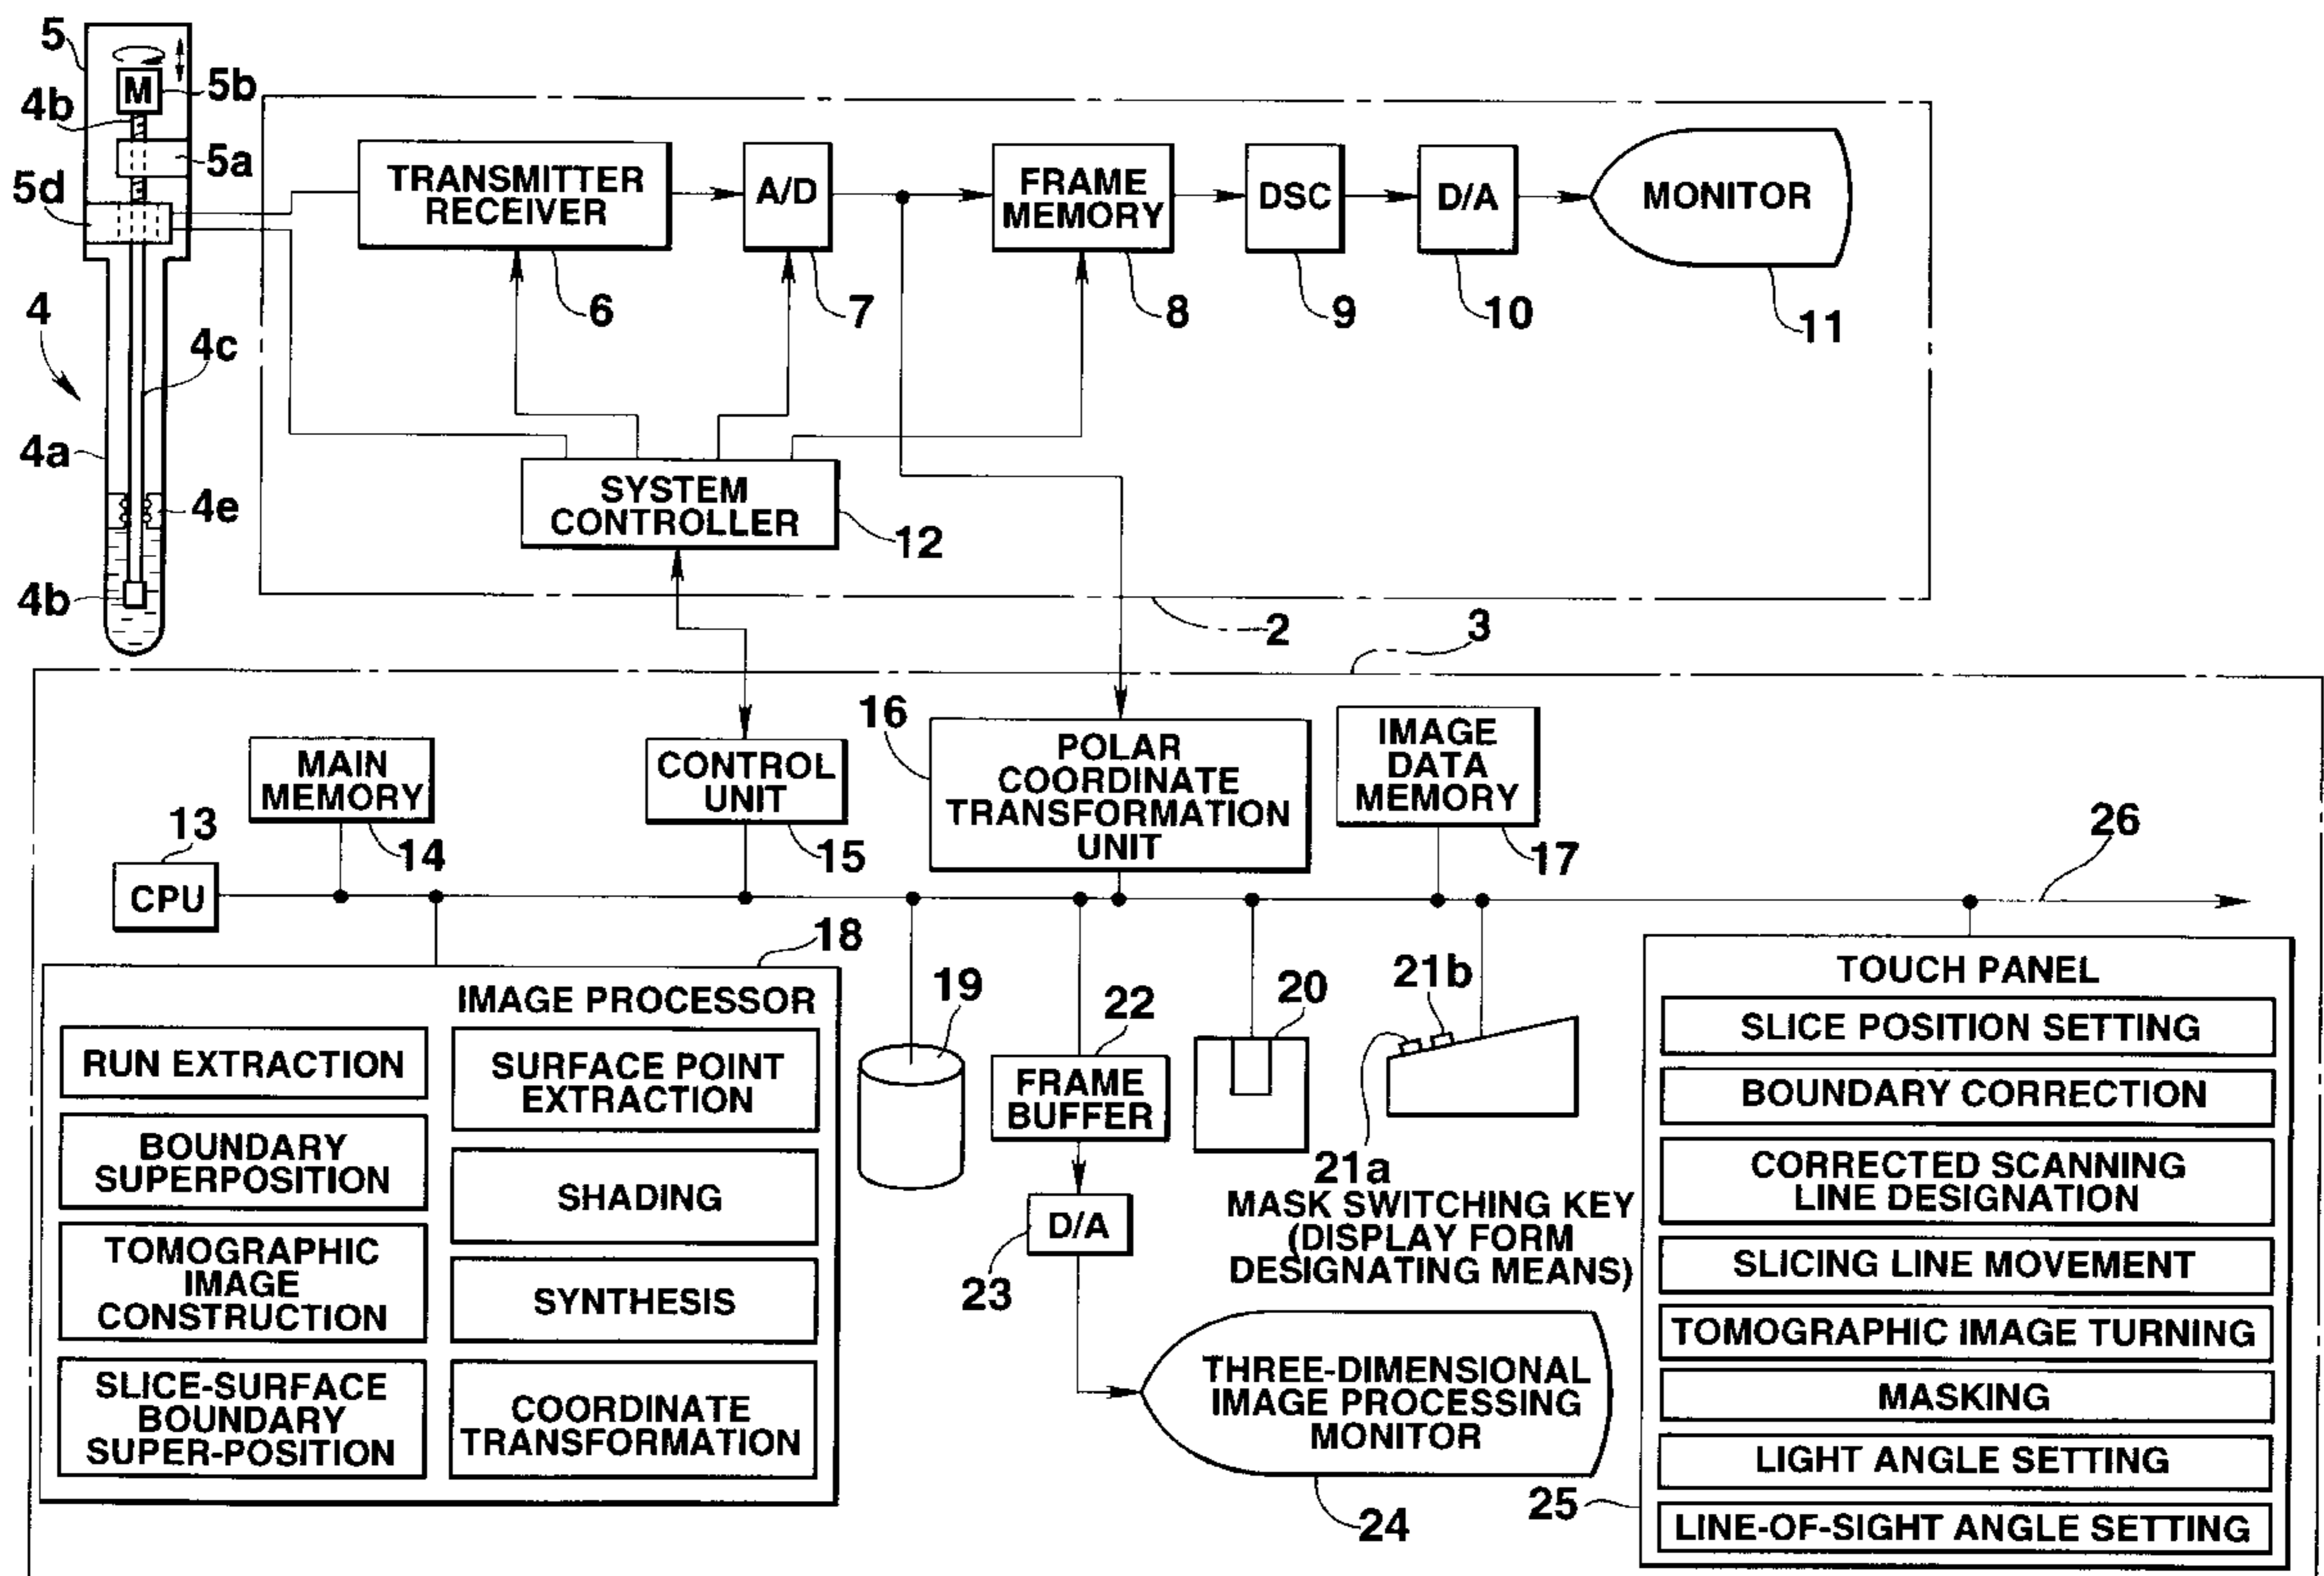 5
M
5b
4b
5a
5d
4
4c
4a
4e
4b
TRANSMITTER
RECEIVER
6
A/D
7
FRAME
MEMORY
8
DSC
9
D/A
10
MONITOR
11
SYSTEM
CONTROLLER
12
2
3
MAIN
MEMORY
14
13
CPU
CONTROL
UNIT
15
16
POLAR
COORDINATE
TRANSFORMATION
UNIT
IMAGE
DATA
MEMORY
17
26
18
IMAGE PROCESSOR
RUN EXTRACTION
BOUNDARY
SUPERPOSITION
TOMOGRAPHIC
IMAGE
CONSTRUCTION
SLICE-SURFACE
BOUNDARY
SUPER-POSITION
SURFACE POINT
EXTRACTION
SHADING
SYNTHESIS
COORDINATE
TRANSFORMATION
19
22
FRAME
BUFFER
D/A
23
20
21b
21a
MASK SWITCHING KEY
(DISPLAY FORM
DESIGNATING MEANS)
THREE-DIMENSIONAL
IMAGE PROCESSING
MONITOR
24
TOUCH PANEL
SLICE POSITION SETTING
BOUNDARY CORRECTION
CORRECTED SCANNING
LINE DESIGNATION
SLICING LINE MOVEMENT
TOMOGRAPHIC IMAGE TURNING
MASKING
LIGHT ANGLE SETTING
LINE-OF-SIGHT ANGLE SETTING
25